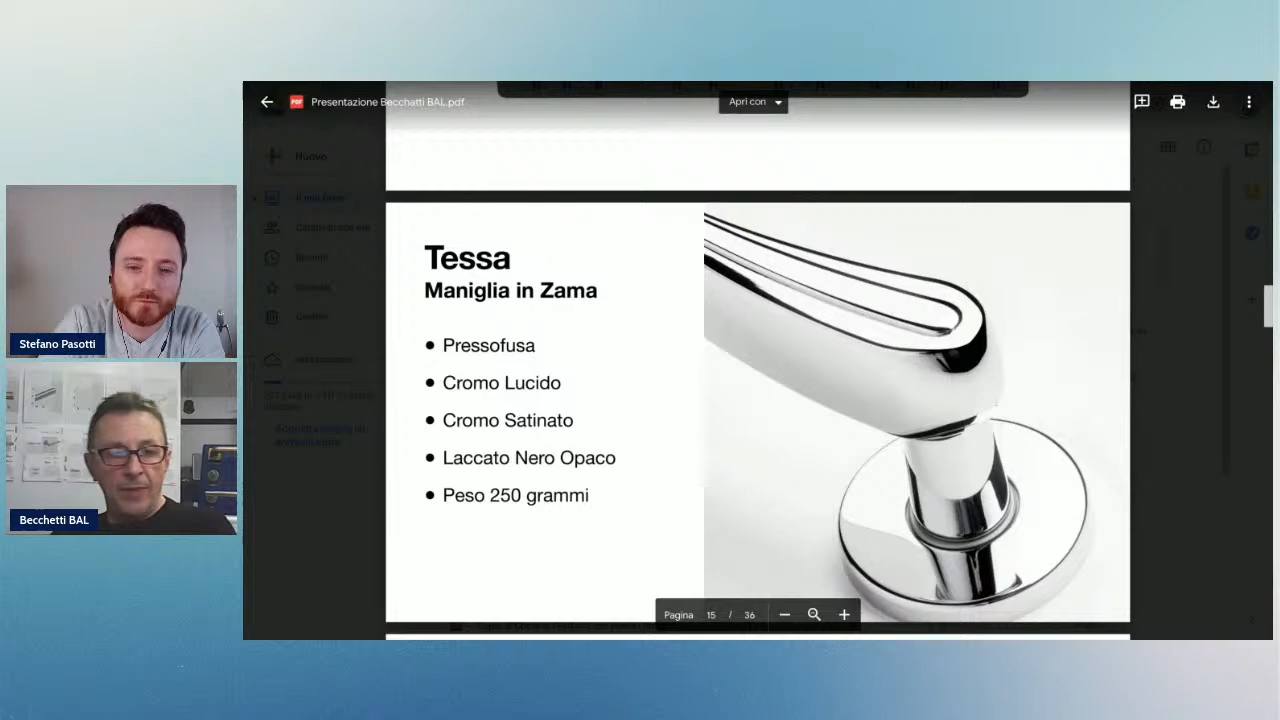 Presentazione Becchatti BAL.pdf
Apri con
Nuovo
Tessa
Maniglia in Zama
Pressofusa
Cromo Lucido
Cromo Satinato
Laccato Nero Opaco
Peso 250 grammi
Pagina 15 / 36
Stefano Pasotti
Becchetti BAL